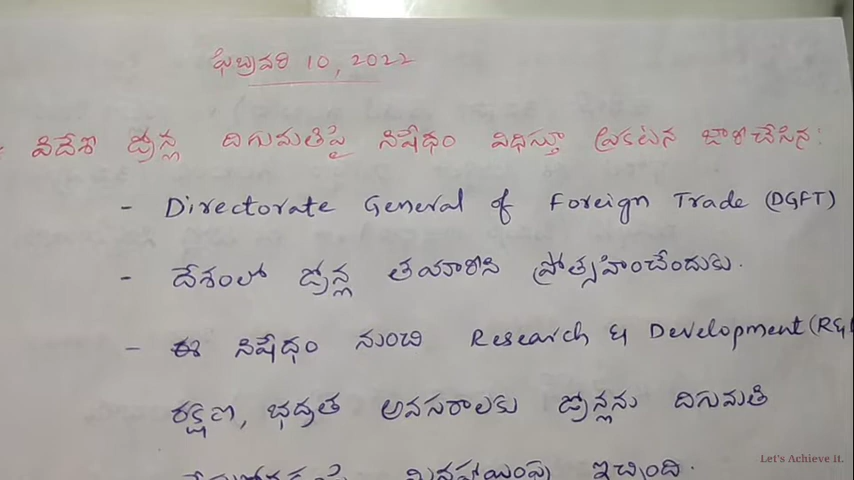 ఫిబ్రవరి 10, 2022
విదేశీ డ్రోన్ల దిగుమతిపై నిషేధం విధిస్తూ ప్రకటన జారీచేసిన:
- Directorate General of Foreign Trade (DGFT)
- దేశంలో డ్రోన్ల తయారీని ప్రోత్సహించేందుకు.
- ఈ నిషేధం నుంచి Research & Development (R&D
రక్షణ, భద్రత అవసరాలకు డ్రోన్లను దిగుమతి
మినహాయింపు ఇచ్చింది.
Let's Achieve it.